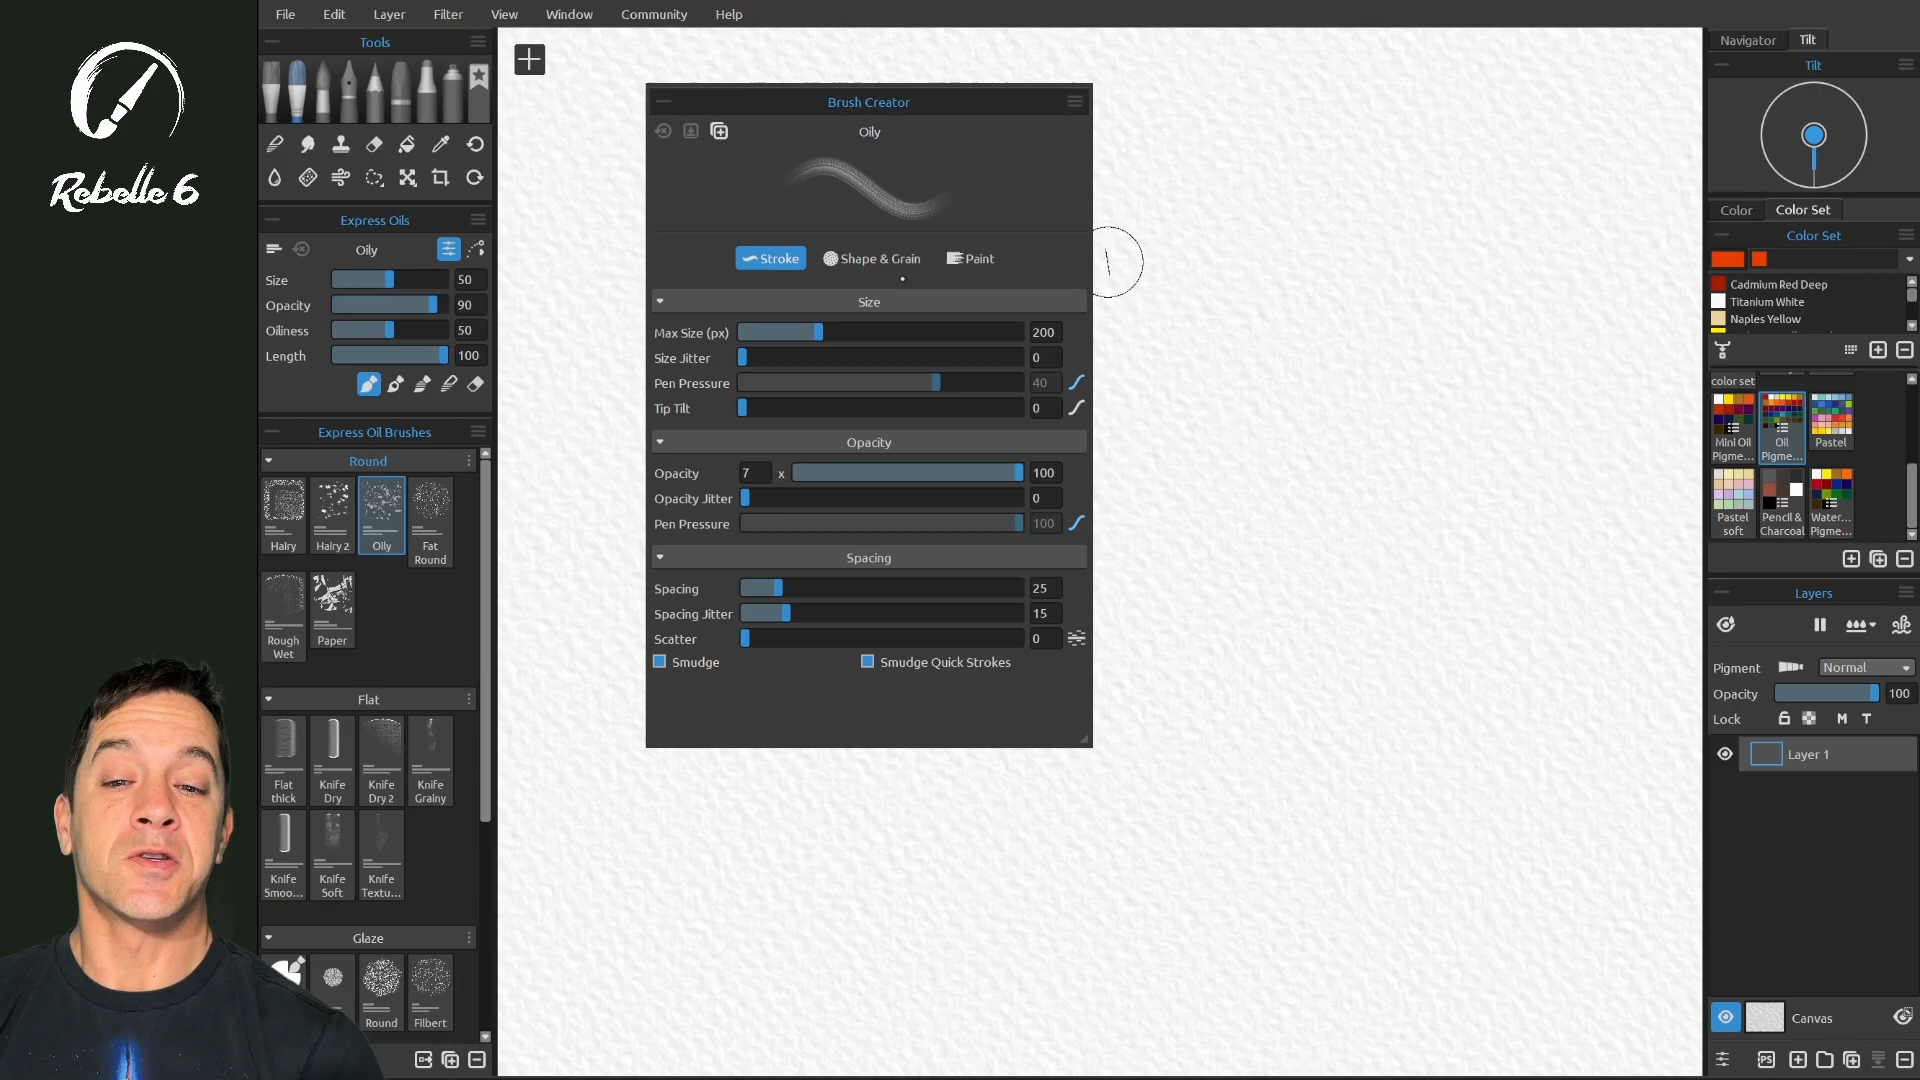 File Edit Layer Filter View Window Community Help
Rebelle 6
Tools
Express Oils
Oily
Size 50
Opacity 90
Oiliness 50
Length 100
Express Oil Brushes
Round
Hairy Hairy 2 Oily Fat Round
Rough Wet Paper
Flat
Flat thick Knife Dry Knife Dry 2 Knife Grainy
Knife Smoo... Knife Soft Knife Textu...
Glaze
Round Filbert
Brush Creator
Oily
Stroke Shape & Grain Paint
Size
Max Size (px) 200
Size Jitter 0
Pen Pressure 40
Tip Tilt 0
Opacity
Opacity 7 x 100
Opacity Jitter 0
Pen Pressure 100
Spacing
Spacing 25
Spacing Jitter 15
Scatter 0
Smudge Smudge Quick Strokes
Navigator Tilt
Tilt
Color Color Set
Color Set
Cadmium Red Deep
Titanium White
Naples Yellow
color set
Mini Oil Pigme... Oil Pigme... Pastel
Pastel soft Pencil & Charcoal Water... Pigme...
Layers
Pigment Normal
Opacity 100
Lock M T
Layer 1
Canvas
PS